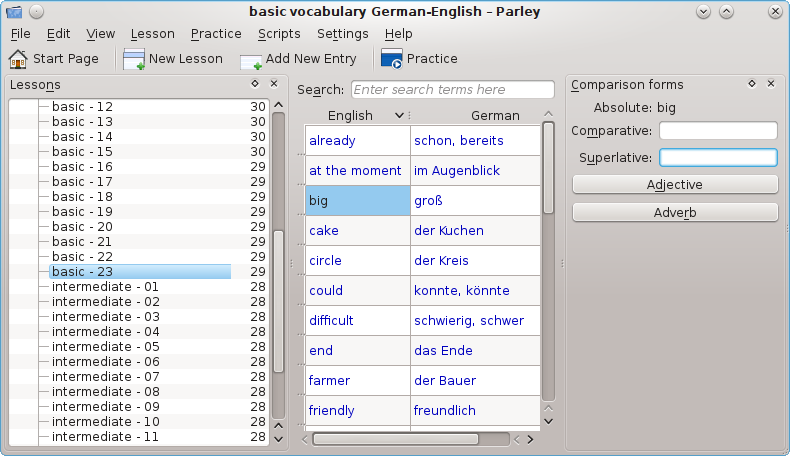 basic vocabulary German-English – Parley
File Edit View Lesson Practice Scripts Settings Help
Start Page New Lesson Add New Entry Practice
Lessons
basic - 12 30
basic - 13 30
basic - 14 30
basic - 15 30
basic - 16 29
basic - 17 29
basic - 18 29
basic - 19 29
basic - 20 29
basic - 21 29
basic - 22 29
basic - 23 29
intermediate - 01 28
intermediate - 02 28
intermediate - 03 28
intermediate - 04 28
intermediate - 05 28
intermediate - 06 28
intermediate - 07 28
intermediate - 08 28
intermediate - 09 28
intermediate - 10 28
intermediate - 11 28
Search: Enter search terms here
English German
already schon, bereits
at the moment im Augenblick
big groß
cake der Kuchen
circle der Kreis
could konnte, könnte
difficult schwierig, schwer
end das Ende
farmer der Bauer
friendly freundlich
Comparison forms
Absolute: big
Comparative:
Superlative:
Adjective
Adverb